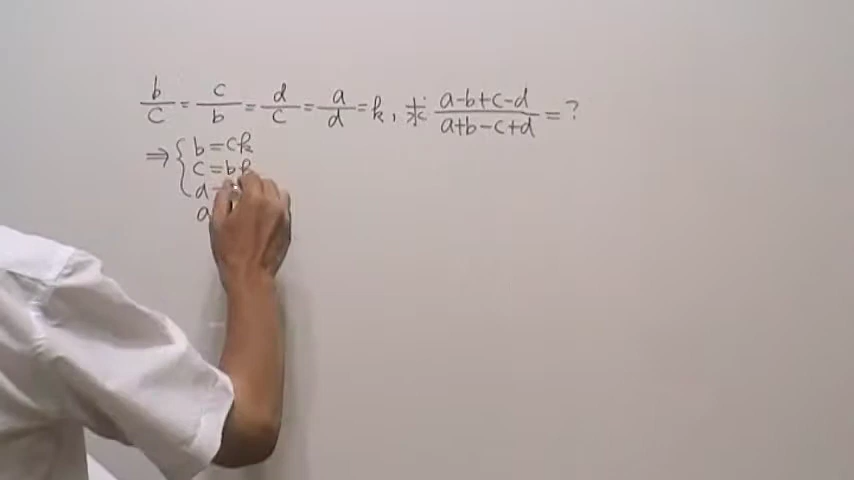 b/c = c/b = d/c = a/d = k, 求 (a-b+c-d)/(a+b-c+d) = ?
⇒ { b = ck
c = bk
d =
a